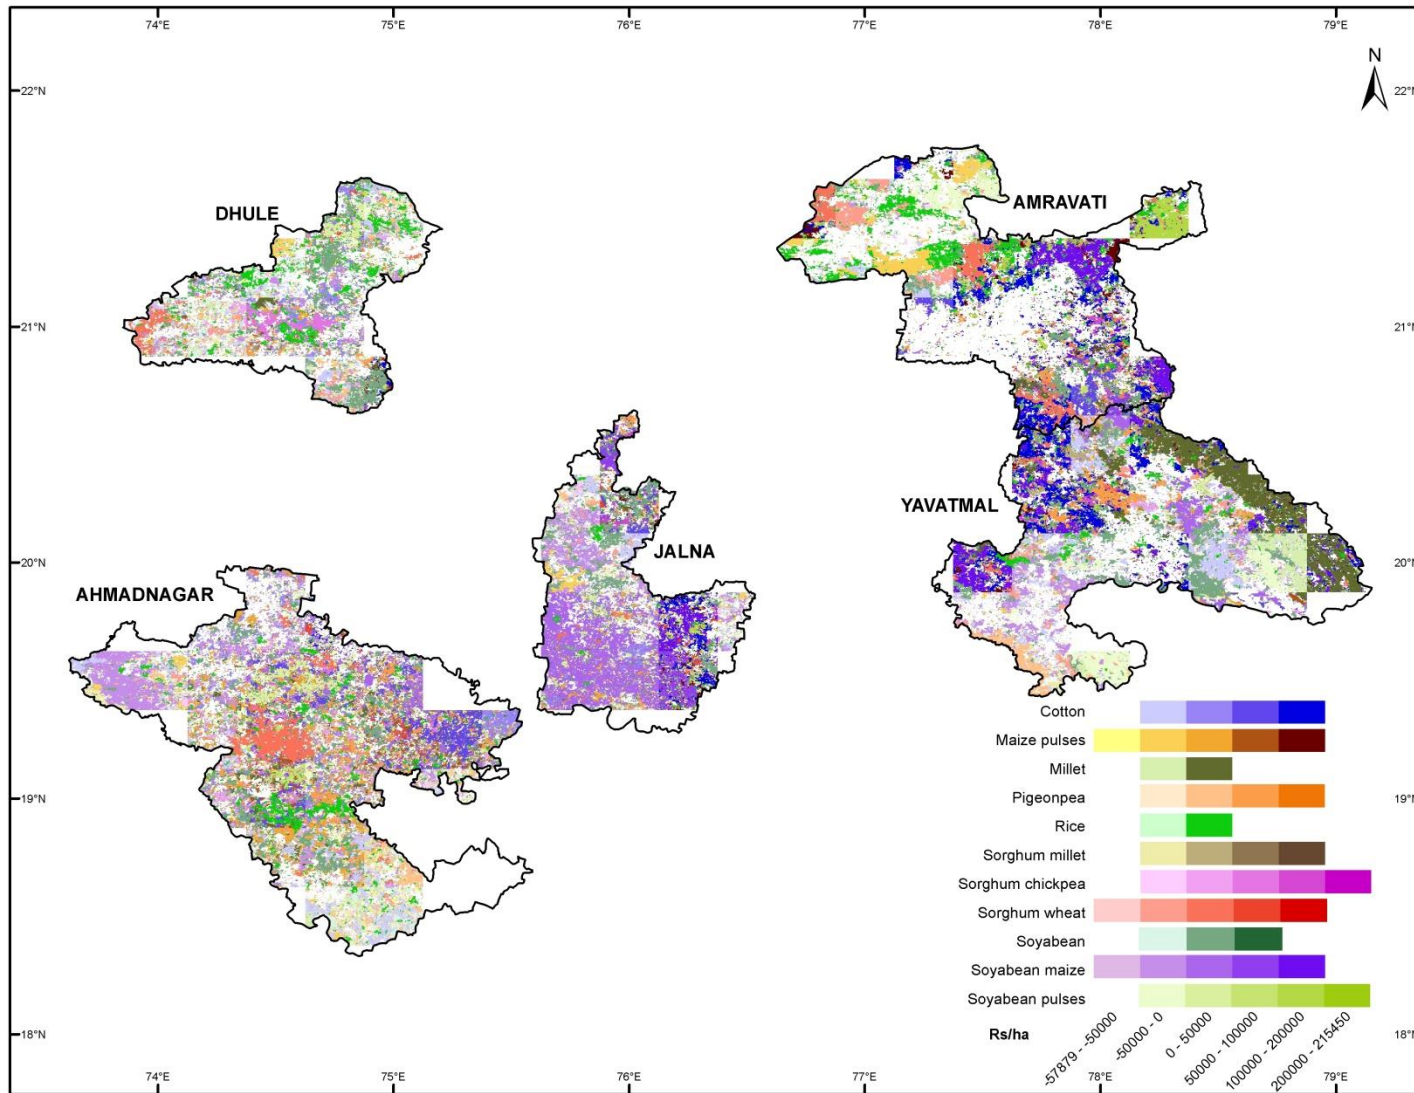 74°E 75°E 76°E 77°E 78°E 79°E
N
22°N 22°N
DHULE AMRAVATI
21°N 21°N
YAVATMAL
JALNA
20°N 20°N
AHMADNAGAR
Cotton
Maize pulses
Millet
19°N 19°N
Pigeonpea
Rice
Sorghum millet
Sorghum chickpea
Sorghum wheat
Soyabean
Soyabean maize
Soyabean pulses
Rs/ha
-57879 - -50000
-50000 - 0
0 - 50000
50000 - 100000
100000 - 200000
200000 - 215450
18°N 18°N
74°E 75°E 76°E 77°E 78°E 79°E